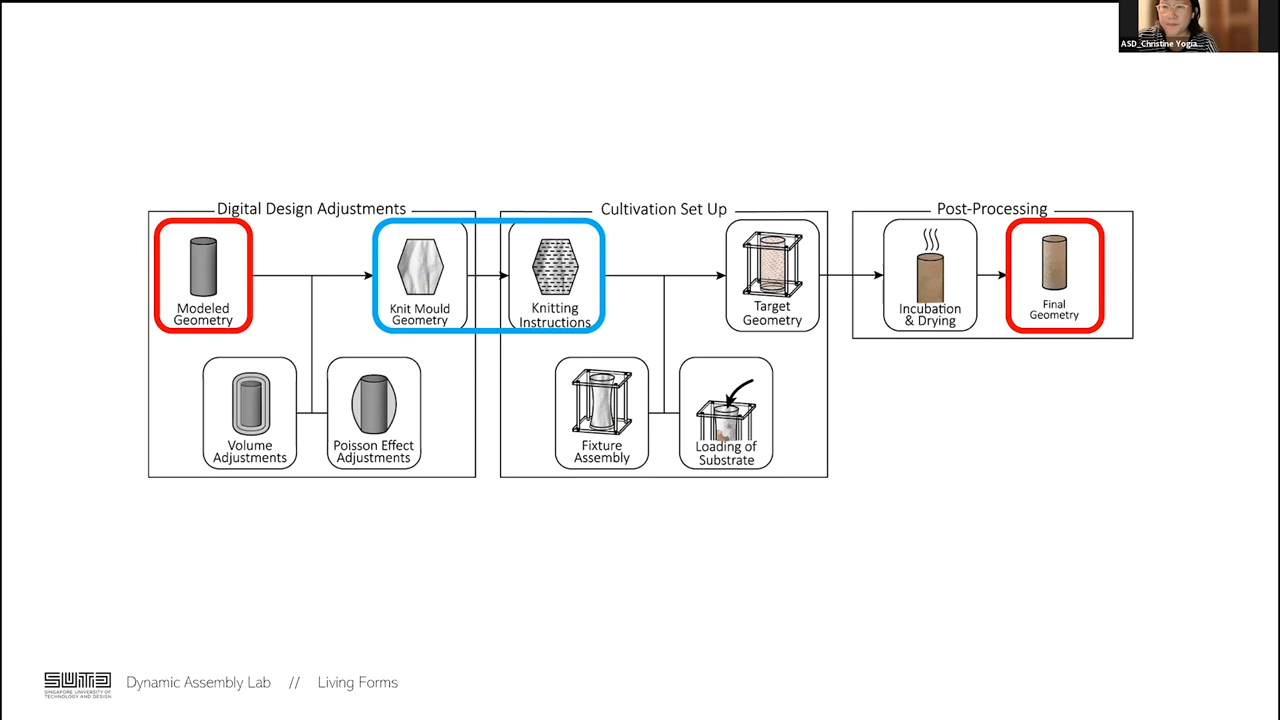 ASD_Christine Yogia...
Digital Design Adjustments
Cultivation Set Up
Post-Processing
Modeled
Geometry
Knit Mould
Geometry
Knitting
Instructions
Target
Geometry
Incubation
& Drying
Final
Geometry
Volume
Adjustments
Poisson Effect
Adjustments
Fixture
Assembly
Loading of
Substrate
SUTD
SINGAPORE UNIVERSITY OF
TECHNOLOGY AND DESIGN
Dynamic Assembly Lab // Living Forms